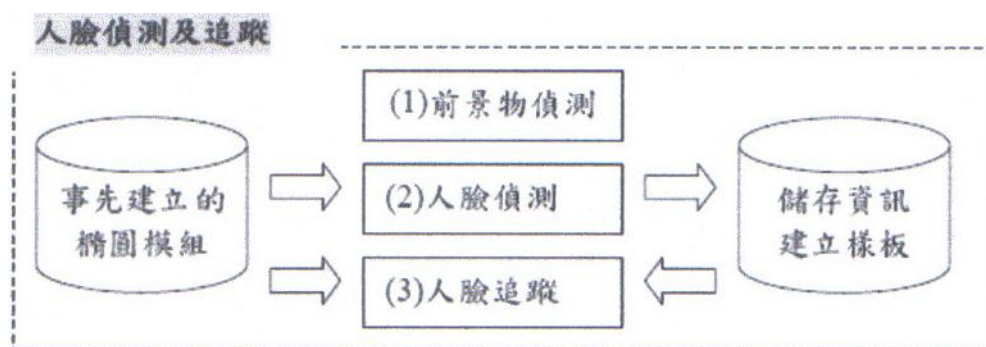 人臉偵測及追蹤
(1)前景物偵測
事先建立的
橢圓模組
(2)人臉偵測
儲存資訊
建立樣板
(3)人臉追蹤